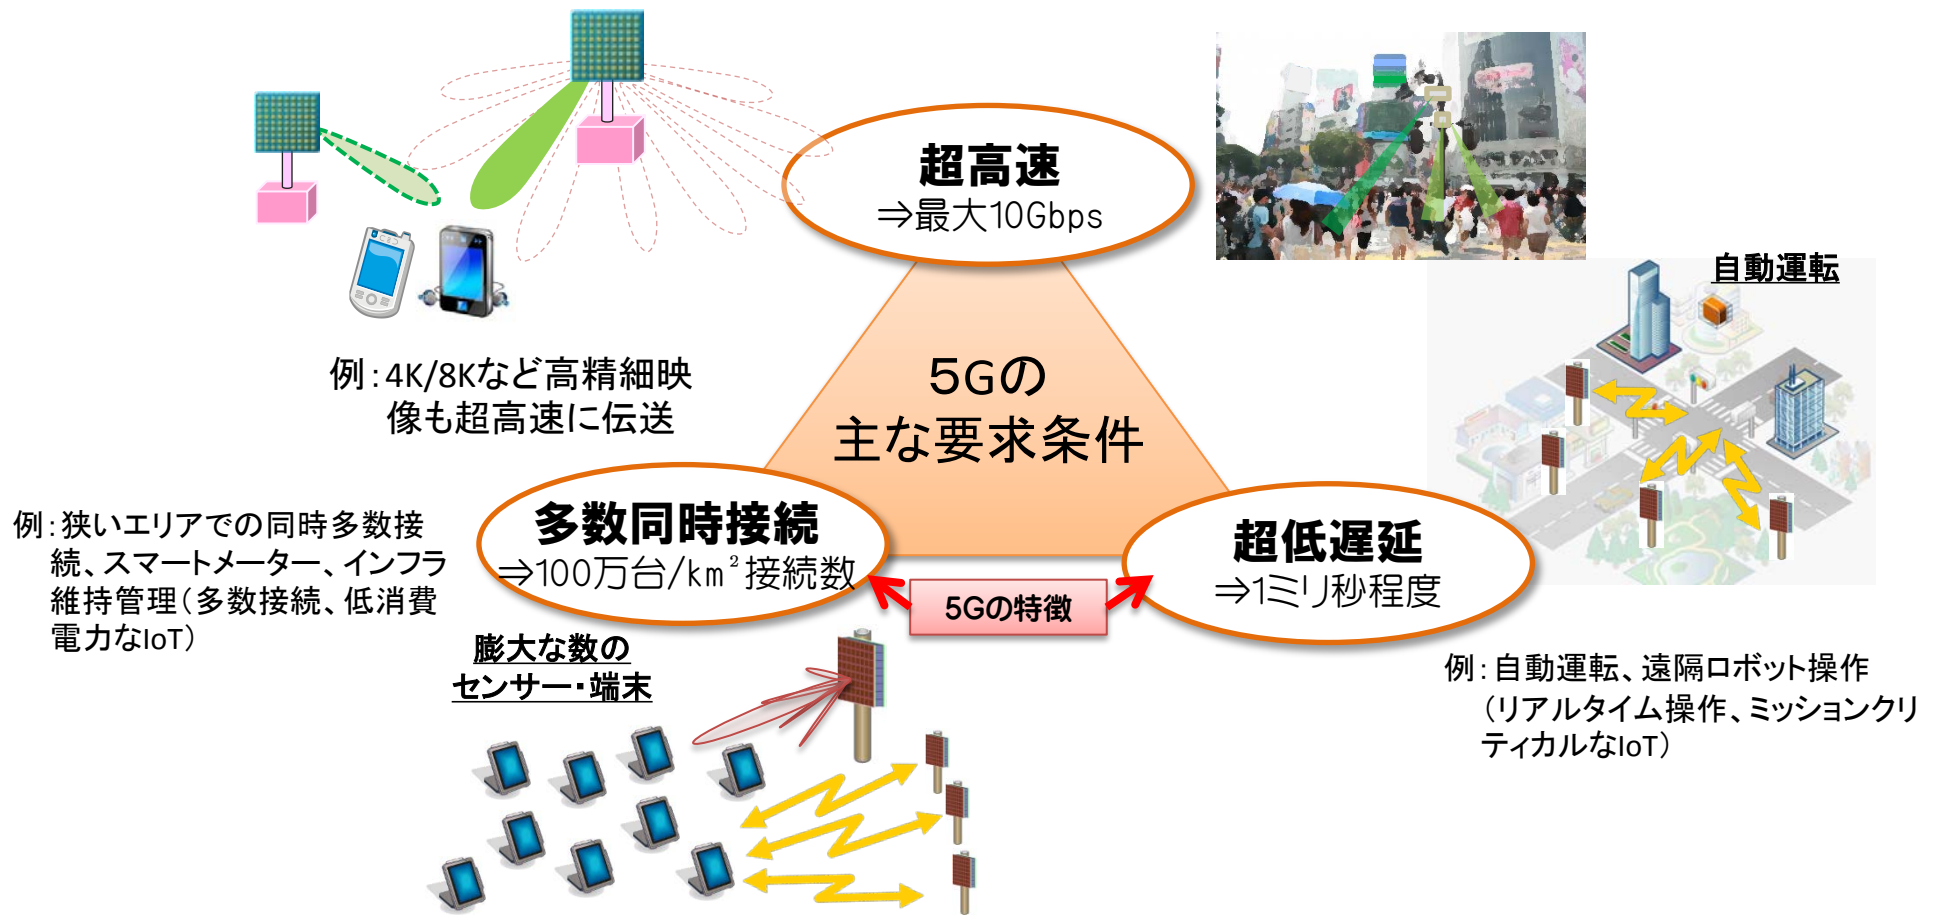 超高速
⇒最大10Gbps
自動運転
例：4K/8Kなど高精細映
像も超高速に伝送
5Gの
主な要求条件
多数同時接続
⇒100万台/km²接続数
例：狭いエリアでの同時多数接
続、スマートメーター、インフラ
維持管理（多数接続、低消費
電力なIoT）
超低遅延
⇒1ミリ秒程度
5Gの特徴
膨大な数の
センサー・端末
例：自動運転、遠隔ロボット操作
（リアルタイム操作、ミッションクリ
ティカルなIoT）